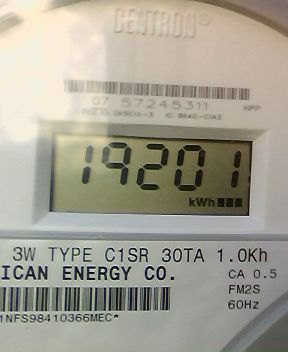 CENTRON®
07 57245311 HPP
19201
kWh
3W TYPE C1SR 30TA 1.0Kh
ICAN ENERGY CO. CA 0.5
FM2S
60Hz
1NFS98410366MEC*